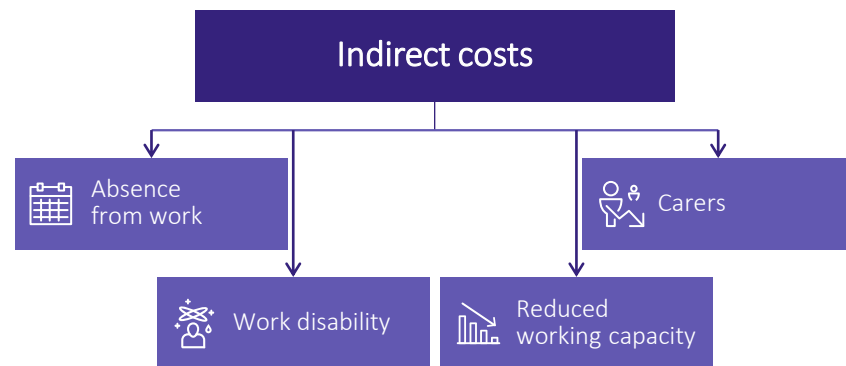 Indirect costs
Absence
from work
Carers
Work disability
Reduced
working capacity